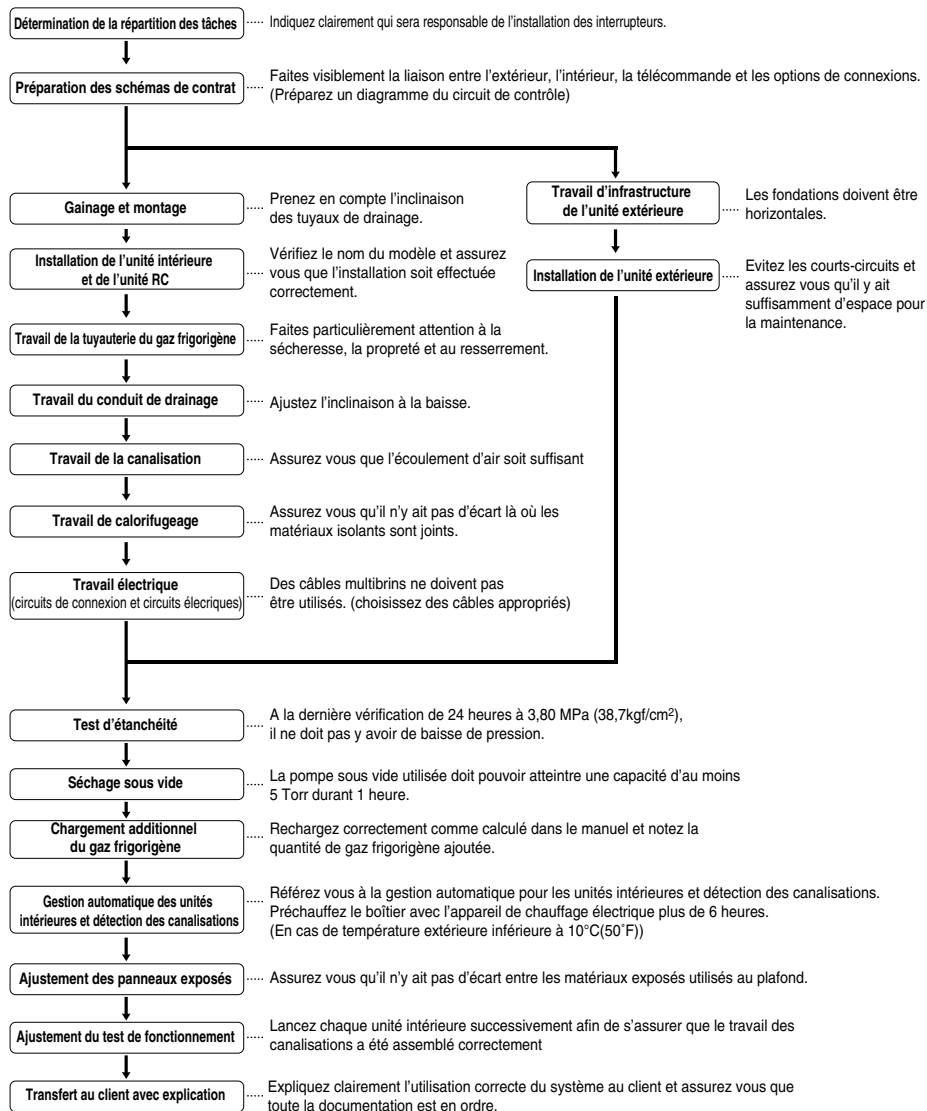 Détermination de la répartition des tâches
Indiquez clairement qui sera responsable de l'installation des interrupteurs.
Préparation des schémas de contrat
Faites visiblement la liaison entre l'extérieur, l'intérieur, la télécommande et les options de connexions.
(Préparez un diagramme du circuit de contrôle)
Gainage et montage
Prenez en compte l'inclinaison
des tuyaux de drainage.
Installation de l'unité intérieure
et de l'unité RC
Vérifiez le nom du modèle et assurez
vous que l'installation soit effectuée
correctement.
Travail de la tuyauterie du gaz frigorigène
Faites particulièrement attention à la
sécheresse, la propreté et au resserrement.
Travail du conduit de drainage
Ajustez l'inclinaison à la baisse.
Travail de la canalisation
Assurez vous que l'écoulement d'air soit suffisant
Travail de calorifugeage
Assurez vous qu'il n'y ait pas d'écart là où les
matériaux isolants sont joints.
Travail électrique
(circuits de connexion et circuits élecriques)
Des câbles multibrins ne doivent pas
être utilisés. (choisissez des câbles appropriés)
Travail d'infrastructure
de l'unité extérieure
Les fondations doivent être
horizontales.
Installation de l'unité extérieure
Evitez les courts-circuits et
assurez vous qu'il y ait
suffisamment d'espace pour
la maintenance.
Test d'étanchéité
A la dernière vérification de 24 heures à 3,80 MPa (38,7kgf/cm²),
il ne doit pas y avoir de baisse de pression.
Séchage sous vide
La pompe sous vide utilisée doit pouvoir atteintre une capacité d'au moins
5 Torr durant 1 heure.
Chargement additionnel
du gaz frigorigène
Rechargez correctement comme calculé dans le manuel et notez la
quantité de gaz frigorigène ajoutée.
Gestion automatique des unités
intérieures et détection des canalisations
Référez vous à la gestion automatique pour les unités intérieures et détection des canalisations.
Préchauffez le boîtier avec l'appareil de chauffage électrique plus de 6 heures.
(En cas de température extérieure inférieure à 10°C(50˚F))
Ajustement des panneaux exposés
Assurez vous qu'il n'y ait pas d'écart entre les matériaux exposés utilisés au plafond.
Ajustement du test de fonctionnement
Lancez chaque unité intérieure successivement afin de s'assurer que le travail des
canalisations a été assemblé correctement
Transfert au client avec explication
Expliquez clairement l'utilisation correcte du système au client et assurez vous que
toute la documentation est en ordre.